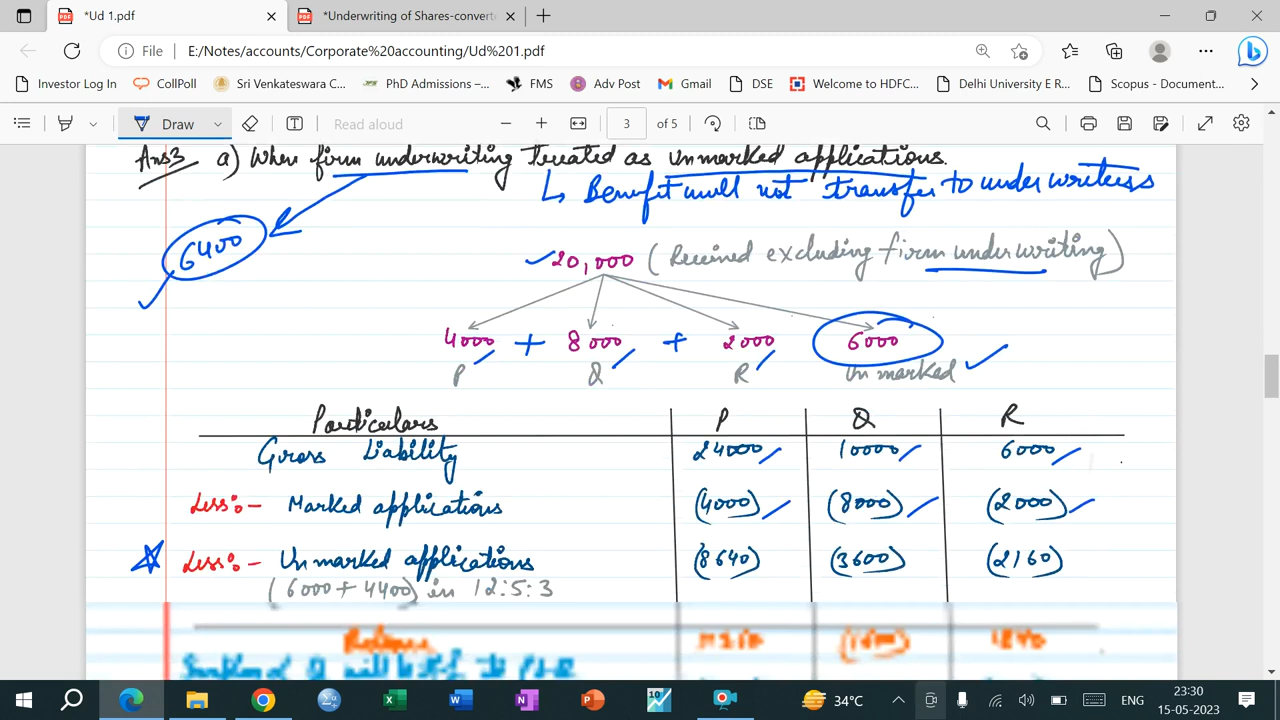 *Ud 1.pdf
*Underwriting of Shares-convert
File E:/Notes/accounts/Corporate%20accounting/Ud%201.pdf
Investor Log In CollPoll Sri Venkateswara C... PhD Admissions –... FMS Adv Post Gmail DSE Welcome to HDFC... Delhi University E R... Scopus - Document...
Draw Read aloud 3 of 5
Ans3 a) When firm underwriting treated as Unmarked applications.
↳ Benefit will not transfer to underwriters
6400
20,000 (Received excluding firm underwriting)
4000 + 8000 + 2000 6000
P Q R Un marked
Particulars P Q R
Gross Liability 24000 10000 6000
Less:- Marked applications (4000) (8000) (2000)
Less:- Unmarked applications (8640) (3600) (2160)
(6000+ 4400) in 12:5:3
34°C ENG 23:30
15-05-2023